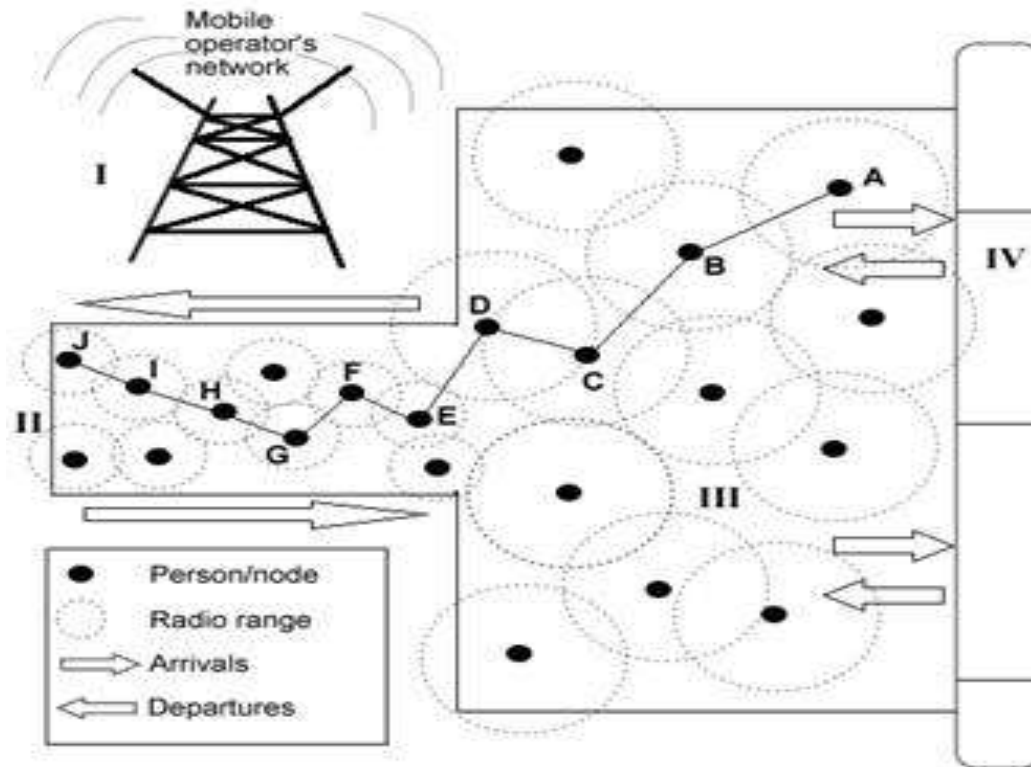 Mobile
operator's
network
I
A
IV
B
D
C
J
I
H
F
E
G
II
III
Person/node
Radio range
Arrivals
Departures